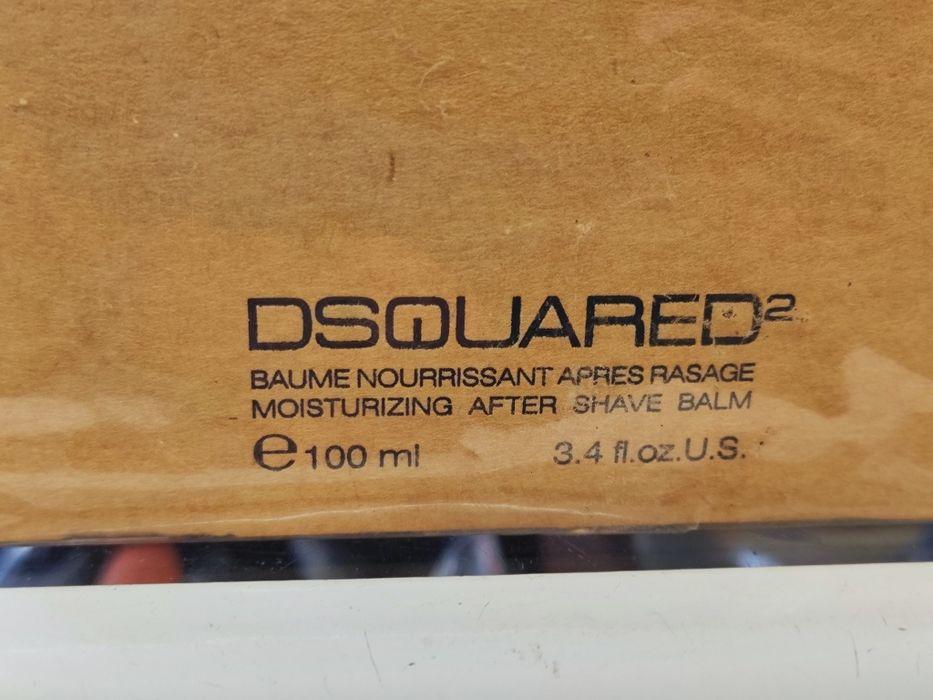 DSQUARED²
BAUME NOURRISSANT APRES RASAGE
MOISTURIZING AFTER SHAVE BALM
℮ 100 ml 3.4 fl.oz.U.S.